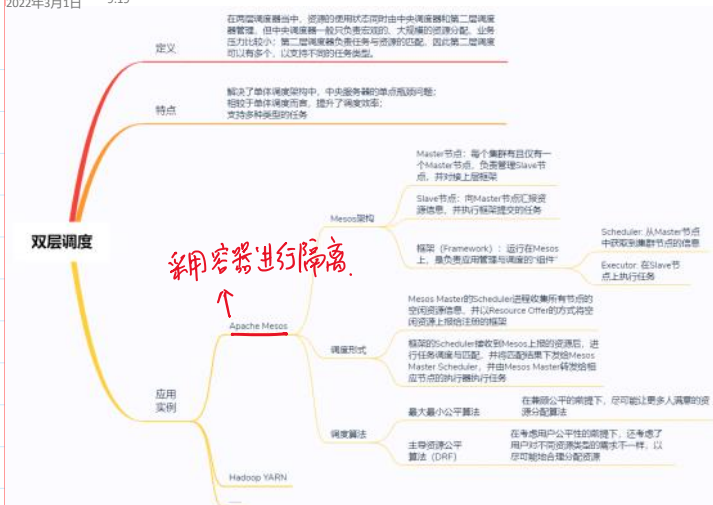 2022年3月1日
双层调度
定义
在两层调度器当中，资源的使用状态同时由中央调度器和第二层调度
器管理，但中央调度器一般只负责宏观的、大规模的资源分配，业务
压力比较小；第二层调度器负责任务与资源的匹配，因此第二层调度
可以有多个，以支持不同的任务类型。
特点
解决了单体调度架构中，中央服务器的单点瓶颈问题；
相较于单体调度而言，提升了调度效率；
支持多种类型的任务
应用
实例
采用容器进行隔离.
Apache Mesos
Mesos架构
Master节点：每个集群有且仅有一
个Master节点，负责管理Slave节
点，并对接上层框架
Slave节点：向Master节点汇报资
源信息，并执行框架提交的任务
框架（Framework）：运行在Mesos
上，是负责应用管理与调度的“组件”
Scheduler: 从Master节点
中获取到集群节点的信息
Executor: 在Slave节
点上执行任务
调度形式
Mesos Master的Scheduler进程收集所有节点的
空闲资源信息，并以Resource Offer的方式将空
闲资源上报给注册的框架
框架的Scheduler接收到Mesos上报的资源后，进
行任务调度与匹配，并将匹配结果下发给Mesos
Master Scheduler，并由Mesos Master转发给相
应节点的执行器执行任务
调度算法
最大最小公平算法
在兼顾公平的前提下，尽可能让更多人满意的资
源分配算法
主导资源公平
算法（DRF）
在考虑用户公平性的前提下，还考虑了
用户对不同资源类型的需求不一样，以
尽可能地合理分配资源
Hadoop YARN
......